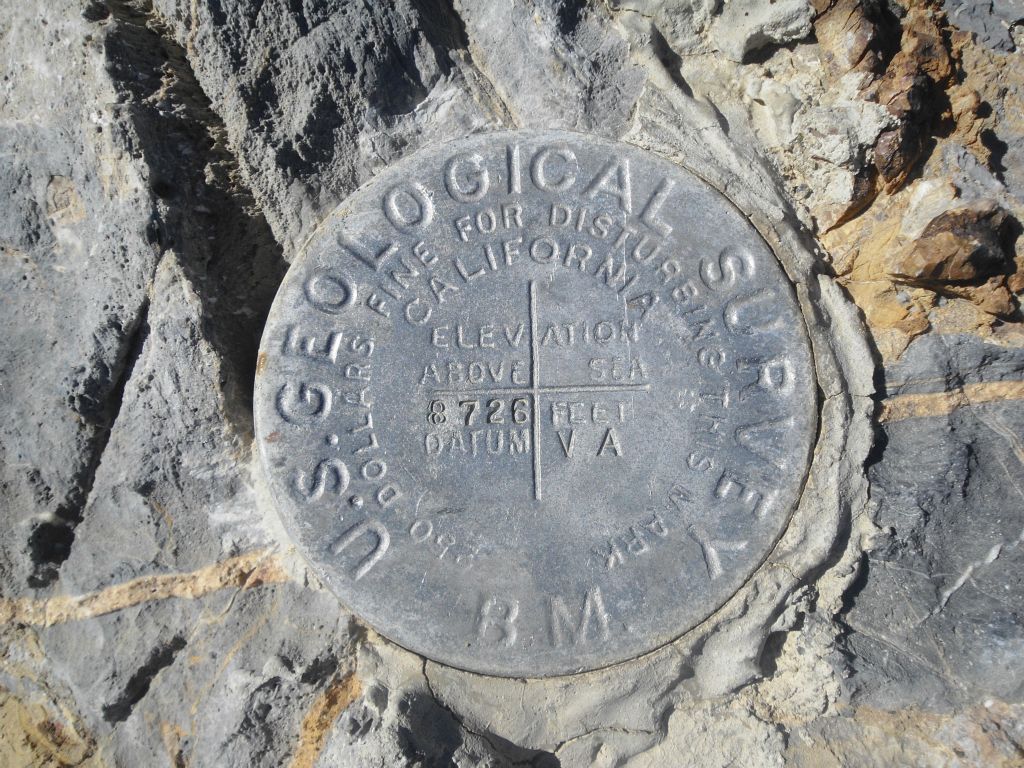 U.S. GEOLOGICAL SURVEY
250 DOLLARS FINE FOR DISTURBING THIS MARK
CALIFORNIA
ELEVATION
ABOVE SEA
8726 FEET
DATUM V A
B.M.